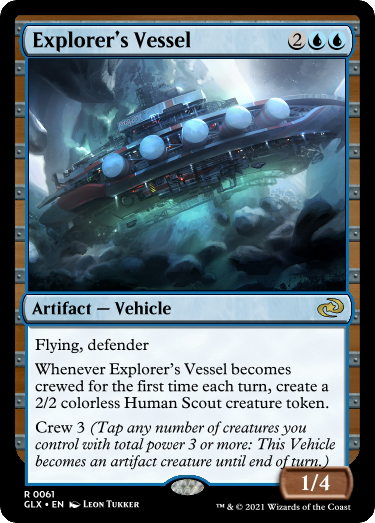 Explorer's Vessel 2
Artifact — Vehicle
Flying, defender
Whenever Explorer's Vessel becomes
crewed for the first time each turn, create a
2/2 colorless Human Scout creature token.
Crew 3 (Tap any number of creatures you
control with total power 3 or more: This Vehicle
becomes an artifact creature until end of turn.)
1/4
R 0061
GLX • EN Leon Tukker
™ & © 2021 Wizards of the Coast